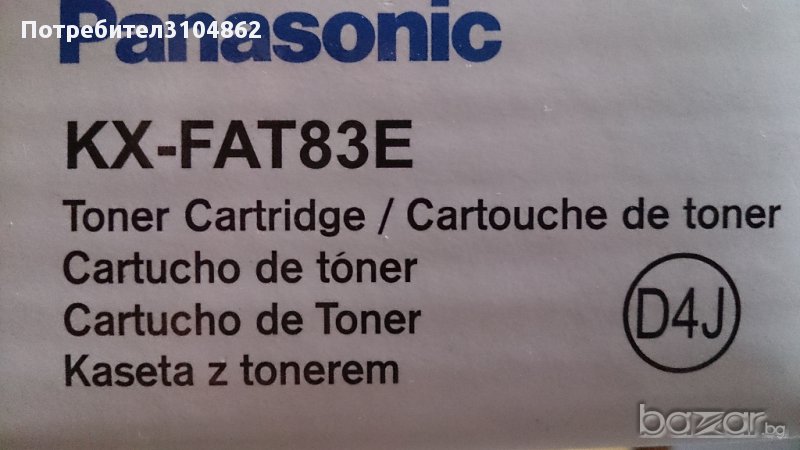 Потребител3104862
Panasonic
KX-FAT83E
Toner Cartridge / Cartouche de toner
Cartucho de tóner
Cartucho de Toner
Kaseta z tonerem
D4J
bazar.bg